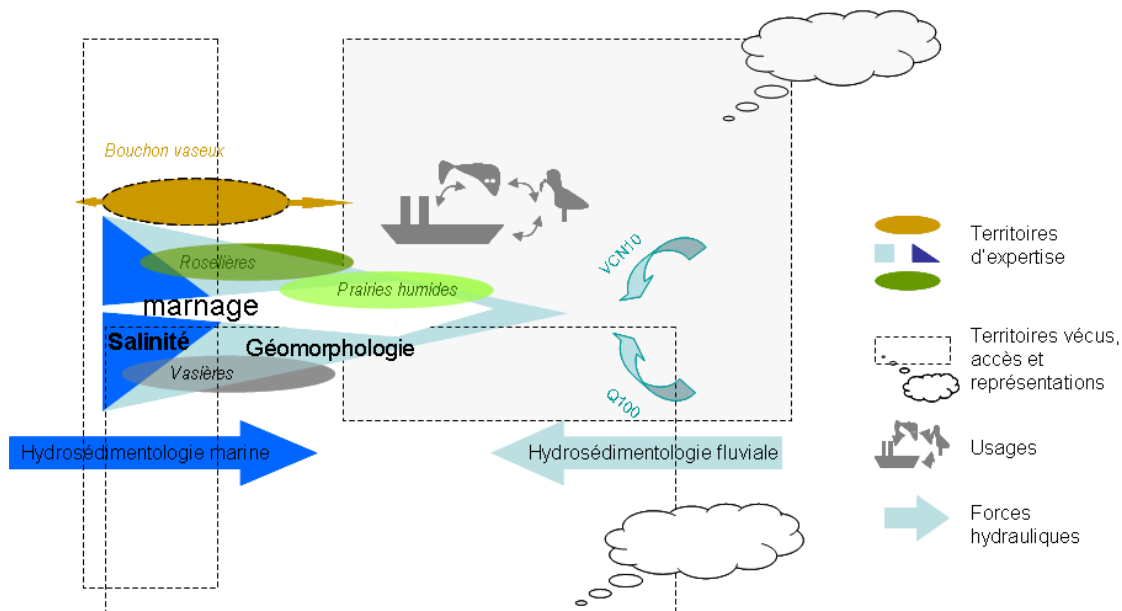 Bouchon vaseux
Roselières
Prairies humides
marnage
Salinité
Géomorphologie
Vasières
VCN10
Q100
Hydrosédimentologie marine
Hydrosédimentologie fluviale
Territoires
d'expertise
Territoires vécus,
accès et
représentations
Usages
Forces
hydrauliques